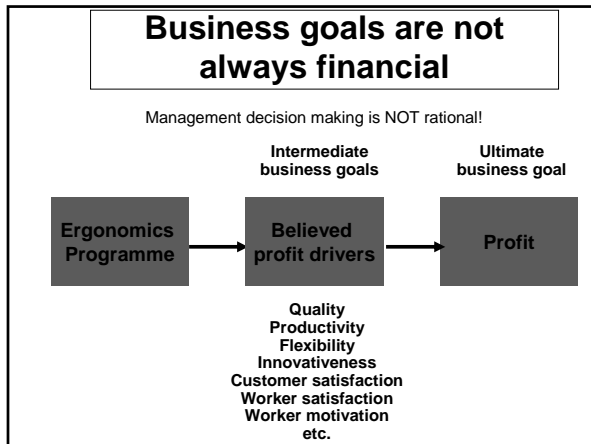 Business goals are not
always financial
Management decision making is NOT rational!
Intermediate
business goals
Ultimate
business goal
Ergonomics
Programme
Believed
profit drivers
Profit
Quality
Productivity
Flexibility
Innovativeness
Customer satisfaction
Worker satisfaction
Worker motivation
etc.